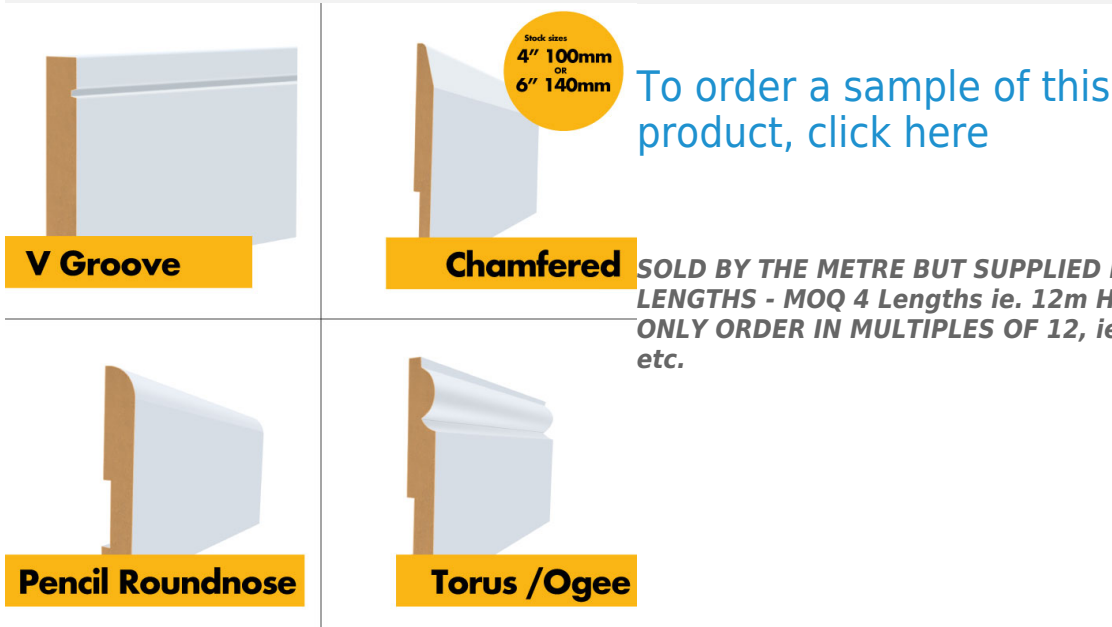 Stock sizes
4” 100mm
OR
6” 140mm
V Groove
Chamfered
Pencil Roundnose
Torus /Ogee
To order a sample of this
product, click here
SOLD BY THE METRE BUT SUPPLIED
LENGTHS - MOQ 4 Lengths ie. 12m
ONLY ORDER IN MULTIPLES OF 12,
etc.